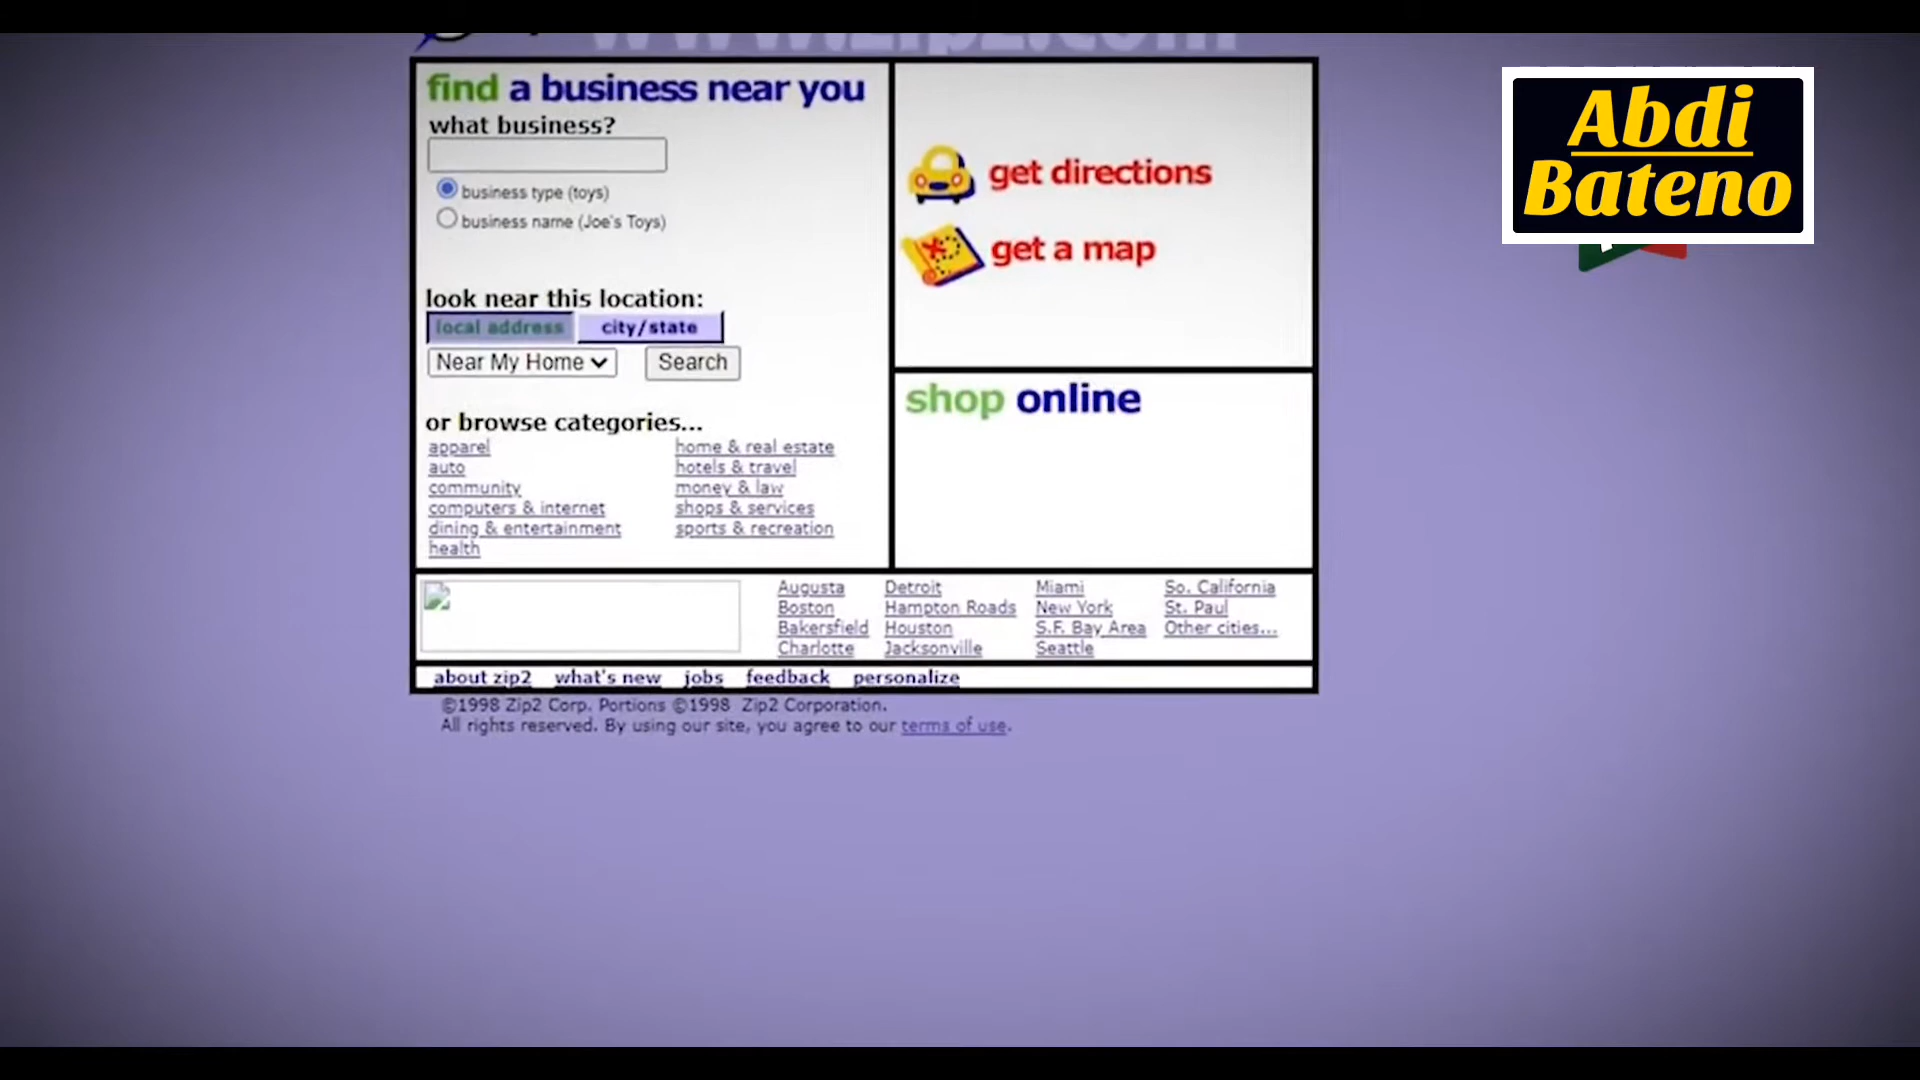 www.zip2.com
find a business near you
what business?
business type (toys)
business name (Joe's Toys)
look near this location:
local address city/state
Near My Home Search
or browse categories...
apparel
auto
community
computers & internet
dining & entertainment
health
home & real estate
hotels & travel
money & law
shops & services
sports & recreation
get directions
get a map
shop online
Augusta Detroit Miami So. California
Boston Hampton Roads New York St. Paul
Bakersfield Houston S.F. Bay Area Other cities...
Charlotte Jacksonville Seattle
about zip2 what's new jobs feedback personalize
©1998 Zip2 Corp. Portions ©1998 Zip2 Corporation.
All rights reserved. By using our site, you agree to our terms of use.
Abdi
Bateno